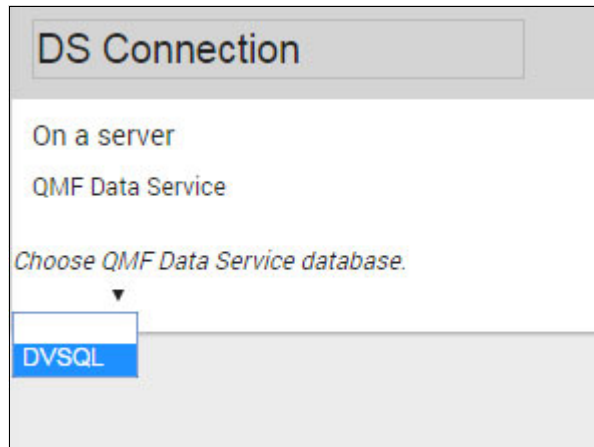 DS Connection
On a server
QMF Data Service
Choose QMF Data Service database.
DVSQL